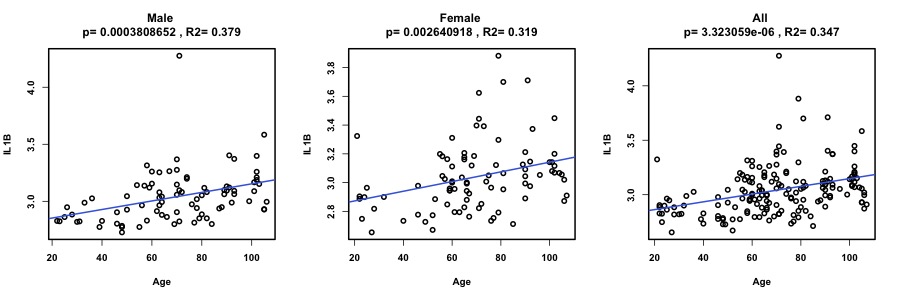 Male
p= 0.0003808652 , R2= 0.379
IL1B
4.0
3.5
3.0
20 40 60 80 100
Age
Female
p= 0.002640918 , R2= 0.319
IL1B
3.8
3.6
3.4
3.2
3.0
2.8
20 40 60 80 100
Age
All
p= 3.323059e-06 , R2= 0.347
IL1B
4.0
3.5
3.0
20 40 60 80 100
Age